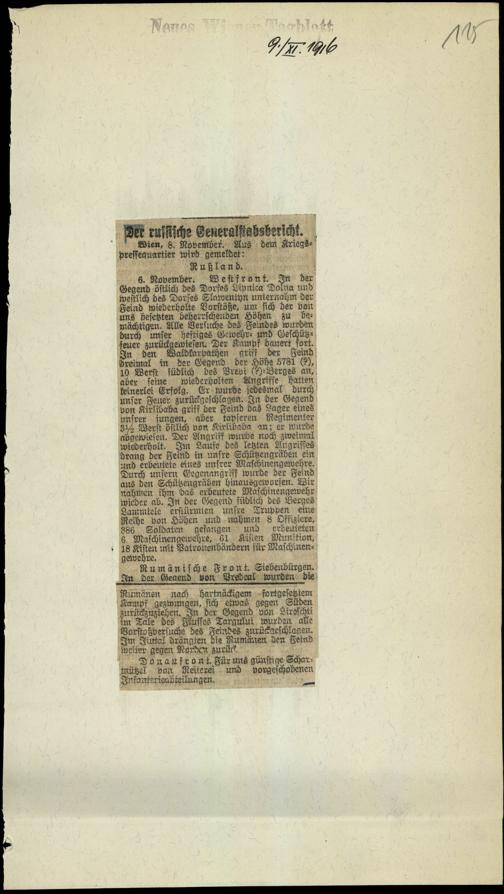 Neues Wiener Tagblatt
9./XI. 1916
115
Der russische Generalstabsbericht.
Wien, 8. November. Aus dem Kriegs-
pressequartier wird gemeldet:
Rußland.
6. November. Westfront. In der
Gegend östlich des Dorfes Lipnica Dolna und
westlich des Dorfes Slawentyn unternahm der
Feind wiederholte Vorstöße, um sich der von
uns besetzten beherrschenden Höhen zu be-
mächtigen. Alle Versuche des Feindes wurden
durch unser heftiges Gewehr- und Geschütz-
feuer zurückgewiesen. Der Kampf dauert fort.
In den Waldkarpathen griff der Feind
dreimal in der Gegend der Höhe 5731 (?),
10 Werst südlich des Brevi (?)-Berges an,
aber seine wiederholten Angriffe hatten
keinerlei Erfolg. Er wurde jedesmal durch
unser Feuer zurückgeschlagen. In der Gegend
von Kirlibaba griff der Feind das Lager eines
unsrer jungen, aber tapferen Regimenter
3½ Werst östlich von Kirlibaba an; er wurde
abgewiesen. Der Angriff wurde noch zweimal
wiederholt. Im Laufe des letzten Angriffes
drang der Feind in unsre Schützengräben ein
und erbeutete eines unsrer Maschinengewehre.
Durch unsern Gegenangriff wurde der Feind
aus den Schützengräben hinausgeworfen. Wir
nahmen ihm das erbeutete Maschinengewehr
wieder ab. In der Gegend südlich des Berges
Lamuntele erstürmten unsre Truppen eine
Reihe von Höhen und nahmen 8 Offiziere,
386 Soldaten gefangen und erbeuteten
6 Maschinengewehre, 61 Kisten Munition,
18 Kisten mit Patronenbändern für Maschinen-
gewehre.
Rumänische Front. Siebenbürgen.
In der Gegend von Predeal wurden die
Rumänen nach hartnäckigem fortgesetztem
Kampf gezwungen, sich etwas gegen Süden
zurückzuziehen. In der Gegend von
im Tale des Flusses Targului wurden alle
Vorstoßversuche des Feindes zurückgeschlagen.
Im Jiultal drängten die Rumänen den Feind
weiter gegen Norden zurück.
Donaufront. Für uns günstige Schar-
mützel von Reiterei und vorgeschobenen
Infanterieabteilungen.